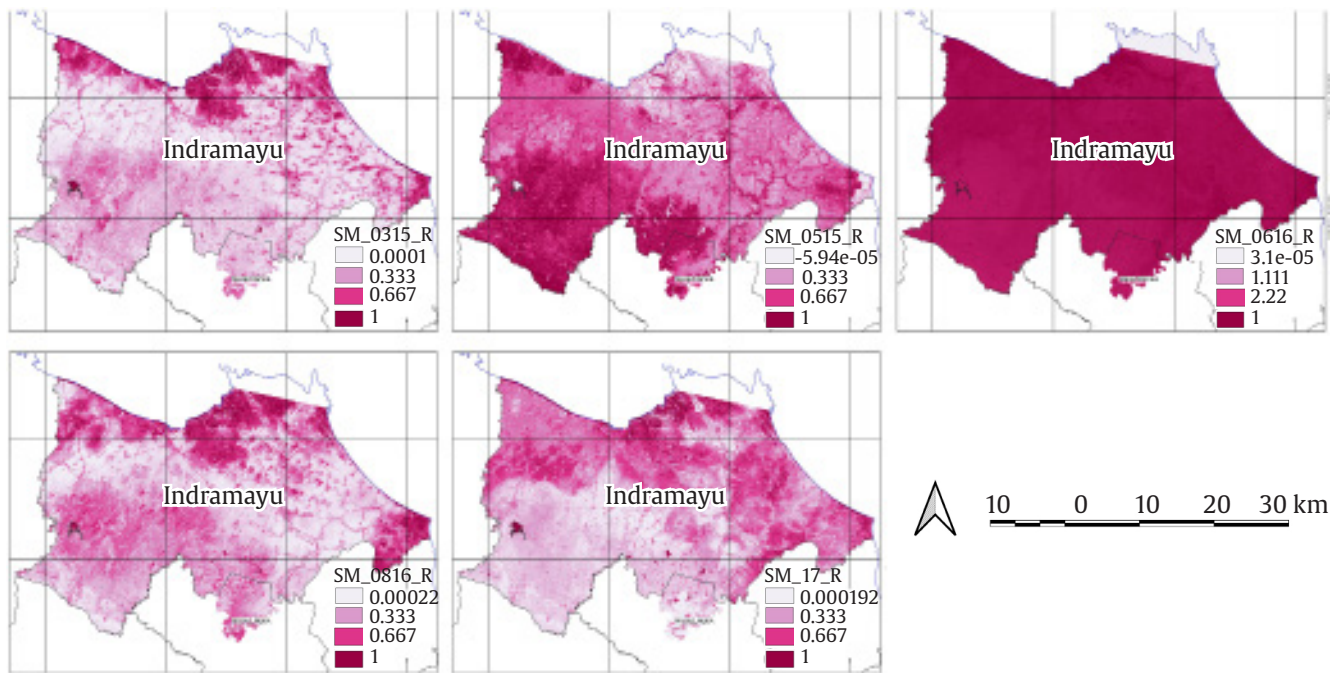 Indramayu
SM_0315_R
0.0001
0.333
0.667
1
Indramayu
SM_0515_R
-5.94e-05
0.333
0.667
1
Indramayu
SM_0616_R
3.1e-05
1.111
2.22
1
Indramayu
SM_0816_R
0.00022
0.333
0.667
1
Indramayu
SM_17_R
0.000192
0.333
0.667
1
10 0 10 20 30 km